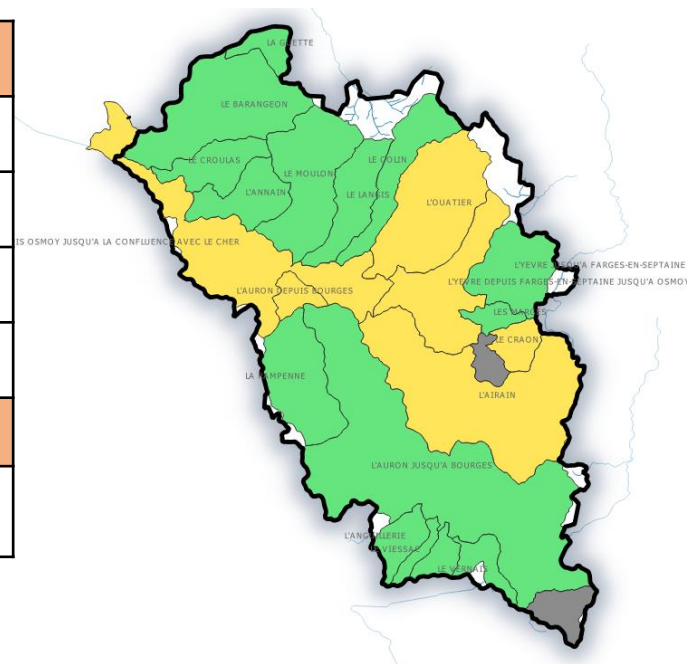 LA GUETTE
LE BARANGEON
LE CROULAS
LE COLIN
LE MOULON
L'ANNAIN
LE LANGIS
L'OUATIER
IS OSMOY JUSQU'A LA CONFLUENCE AVEC LE CHER
L'YEVRE JUSQU'A FARGES-EN-SEPTAINE
L'YEVRE DEPUIS FARGES-EN-SEPTAINE JUSQU'A OSMOY
L'AURON DEPUIS BOURGES
LES MARGES
LE CRAON
LA RAMPENNE
L'AIRAIN
L'AURON JUSQU'A BOURGES
L'ANGUILLERIE
LE VIESSAC
LE VERNAIS